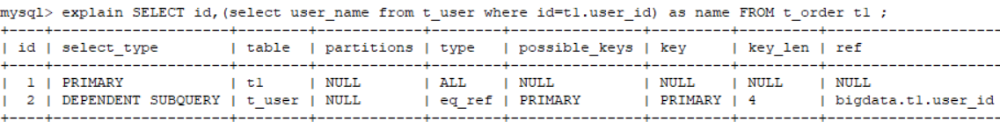 mysql> explain SELECT id,(select user_name from t_user where id=t1.user_id) as name FROM t_order t1 ;
+----+--------------------+--------+------------+--------+---------------+---------+---------+--------------------
| id | select_type        | table  | partitions | type   | possible_keys | key     | key_len | ref
+----+--------------------+--------+------------+--------+---------------+---------+---------+--------------------
|  1 | PRIMARY            | t1     | NULL       | ALL    | NULL          | NULL    | NULL    | NULL
|  2 | DEPENDENT SUBQUERY | t_user | NULL       | eq_ref | PRIMARY       | PRIMARY | 4       | bigdata.t1.user_id
+----+--------------------+--------+------------+--------+---------------+---------+---------+--------------------